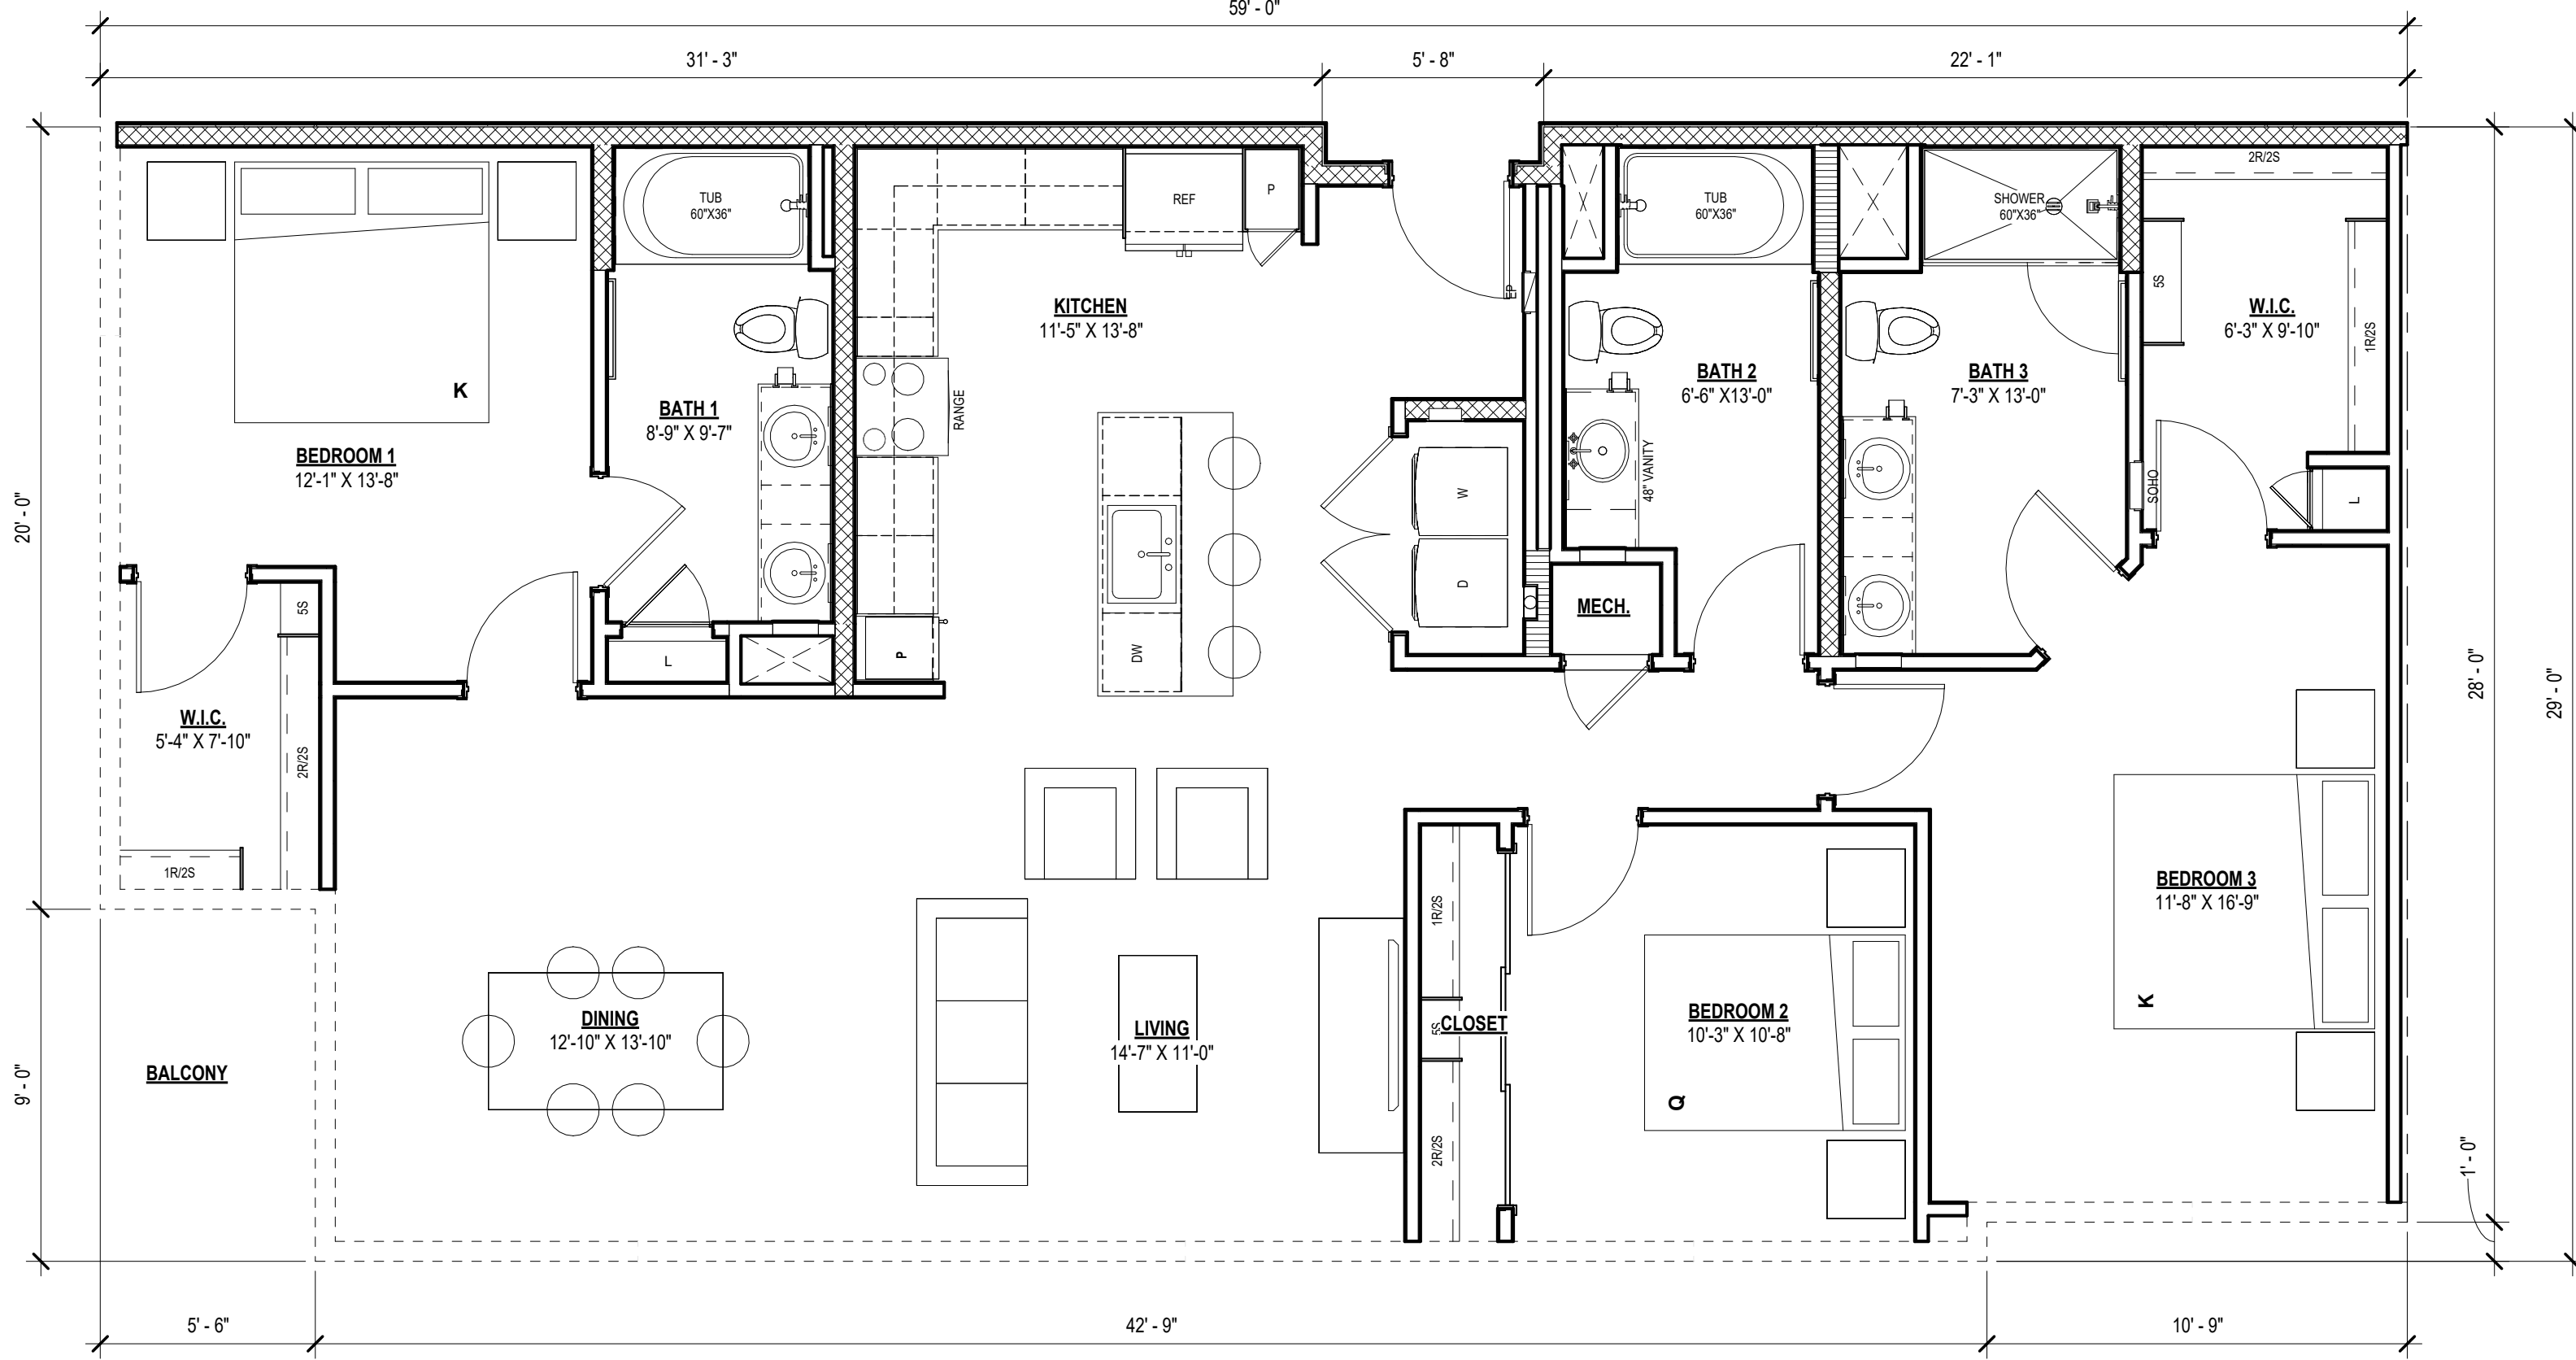 59' - 0"
31' - 3"
5' - 8"
22' - 1"
20' - 0"
9' - 0"
28' - 0"
29' - 0"
1' - 0"
5' - 6"
42' - 9"
10' - 9"
K
BEDROOM 1
12'-1" X 13'-8"
TUB
60"X36"
BATH 1
8'-9" X 9'-7"
L
5S
W.I.C.
5'-4" X 7'-10"
2R/2S
1R/2S
BALCONY
REF
P
KITCHEN
11'-5" X 13'-8"
RANGE
P
DW
EP
W
D
TUB
60"X36"
BATH 2
6'-6" X13'-0"
48" VANITY
MECH.
SHOWER
60"X36"
BATH 3
7'-3" X 13'-0"
SOHO
2R/2S
5S
W.I.C.
6'-3" X 9'-10"
1R/2S
L
DINING
12'-10" X 13'-10"
LIVING
14'-7" X 11'-0"
1R/2S
5S
CLOSET
2R/2S
BEDROOM 2
10'-3" X 10'-8"
Q
BEDROOM 3
11'-8" X 16'-9"
K